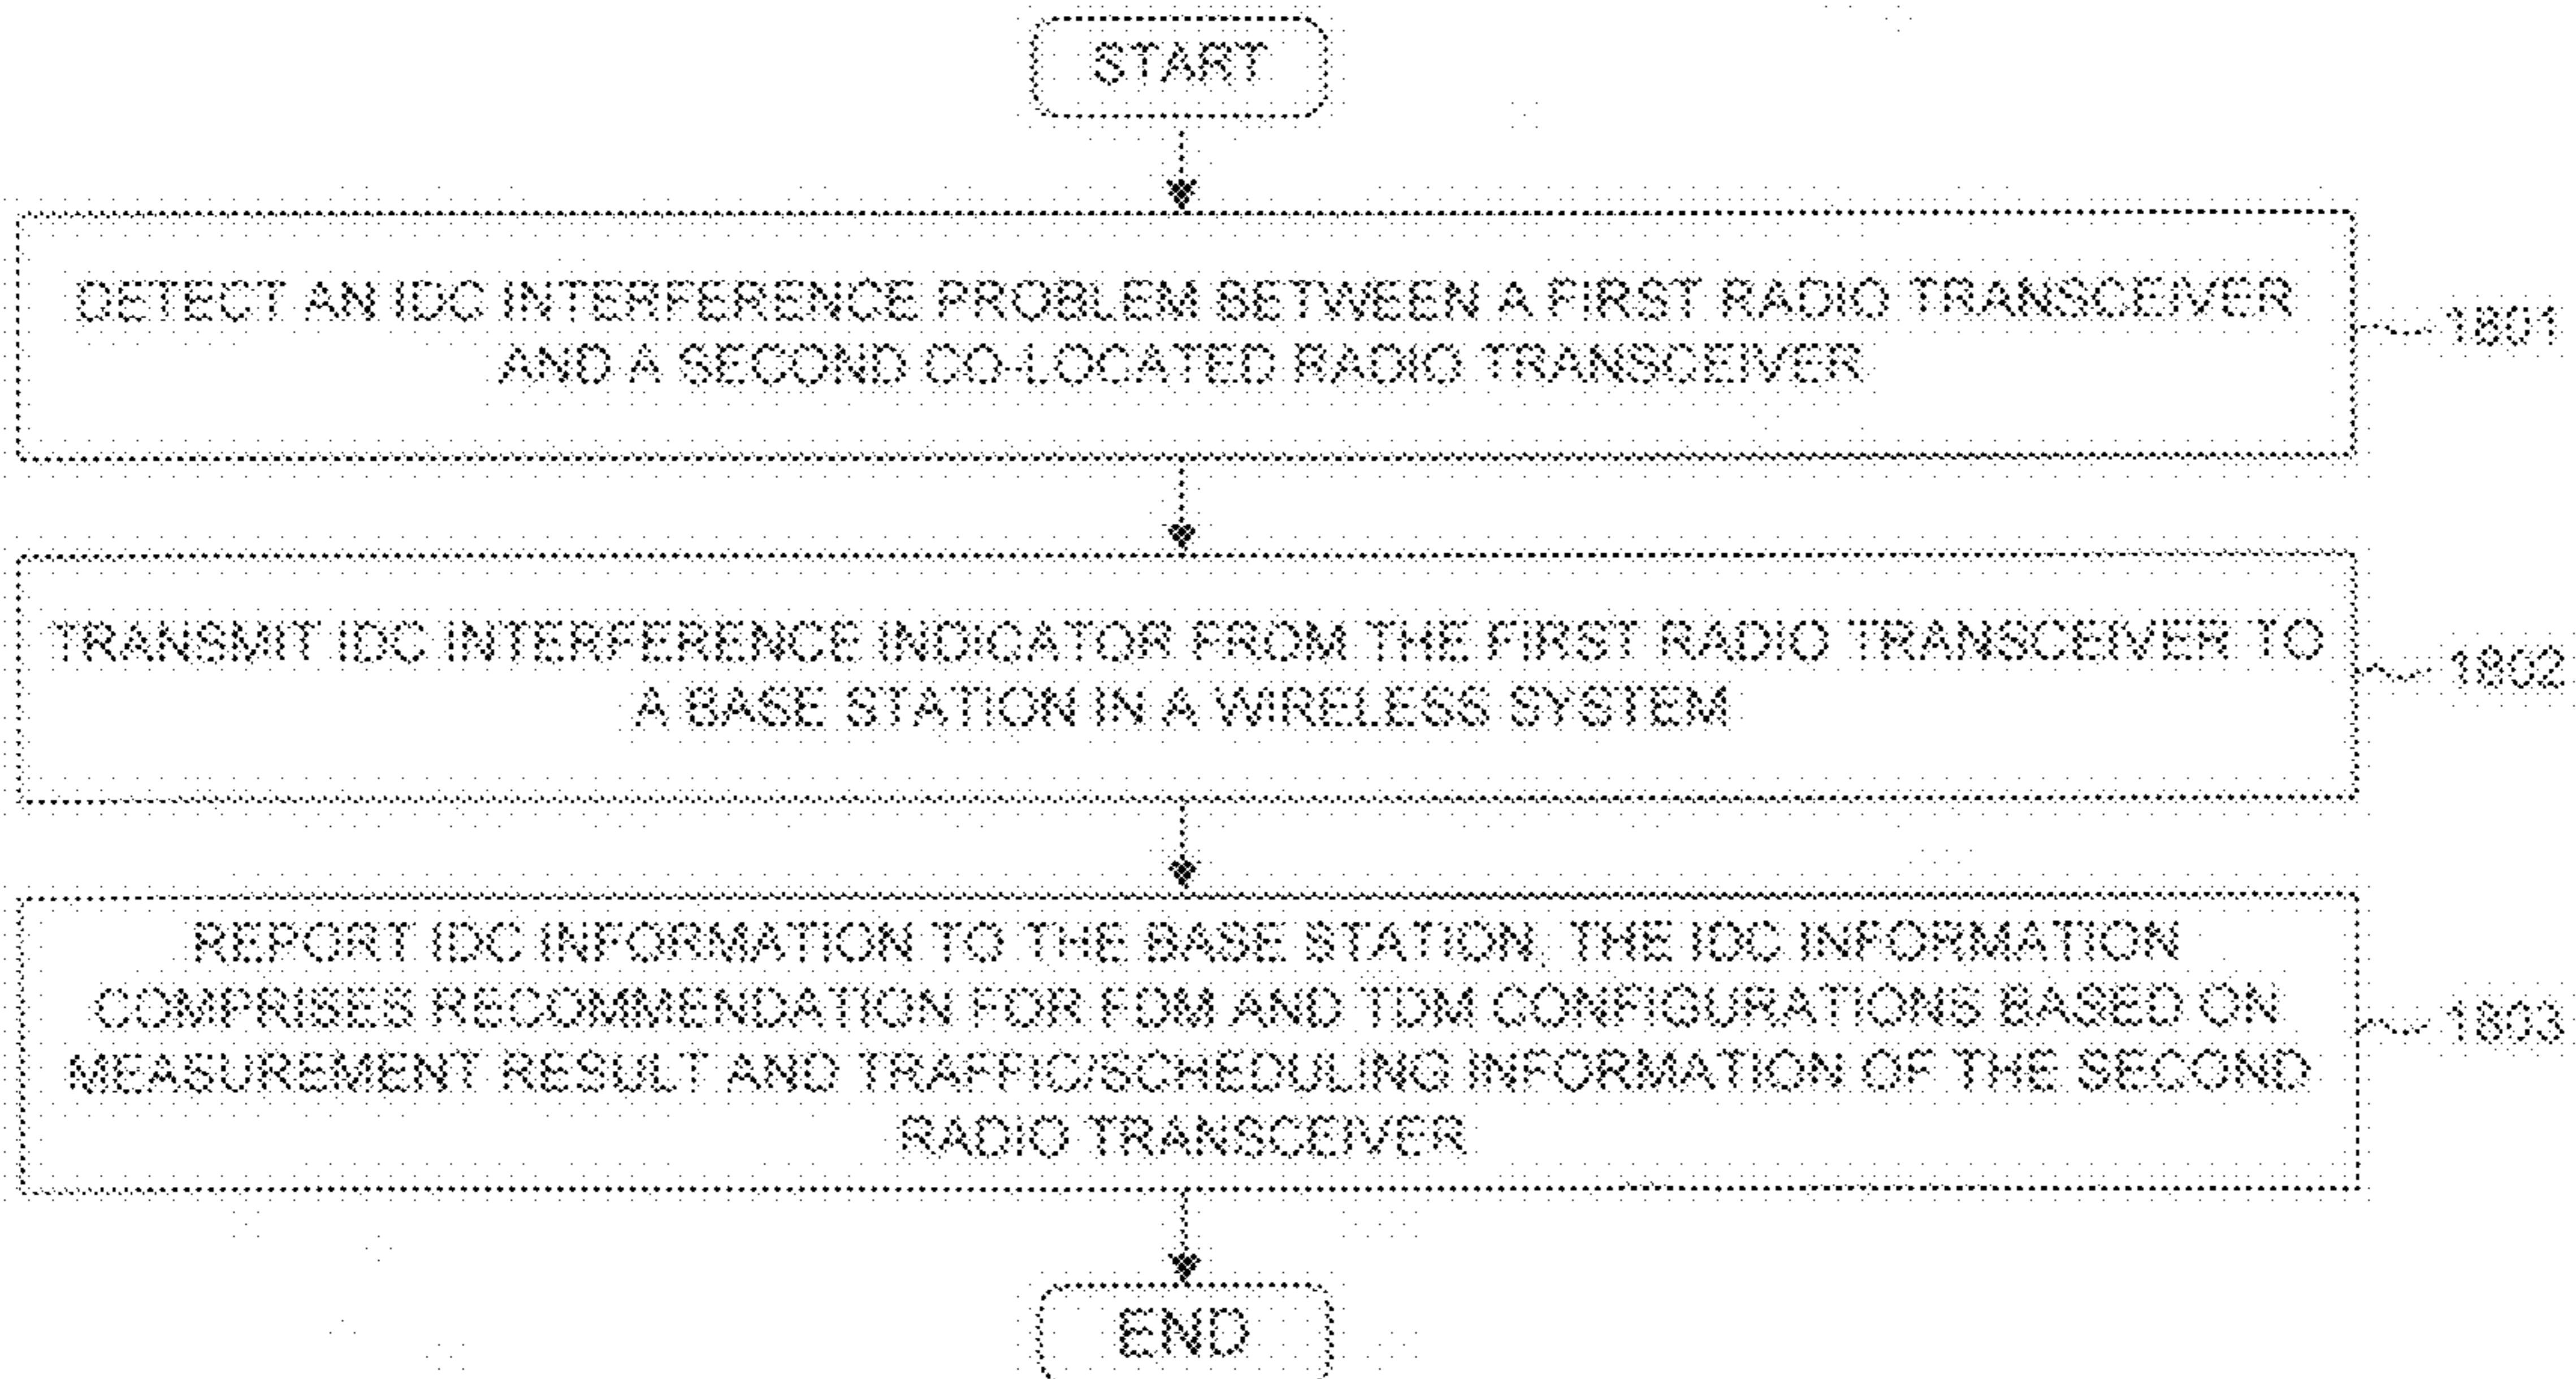 START
DETECT AN IDC INTERFERENCE PROBLEM BETWEEN A FIRST RADIO TRANSCEIVER
AND A SECOND CO-LOCATED RADIO TRANSCEIVER
1801
TRANSMIT IDC INTERFERENCE INDICATOR FROM THE FIRST RADIO TRANSCEIVER TO
A BASE STATION IN A WIRELESS SYSTEM
1802
REPORT IDC INFORMATION TO THE BASE STATION, THE IDC INFORMATION
COMPRISES RECOMMENDATION FOR FDM AND TDM CONFIGURATIONS BASED ON
MEASUREMENT RESULT AND TRAFFIC/SCHEDULING INFORMATION OF THE SECOND
RADIO TRANSCEIVER
1803
END